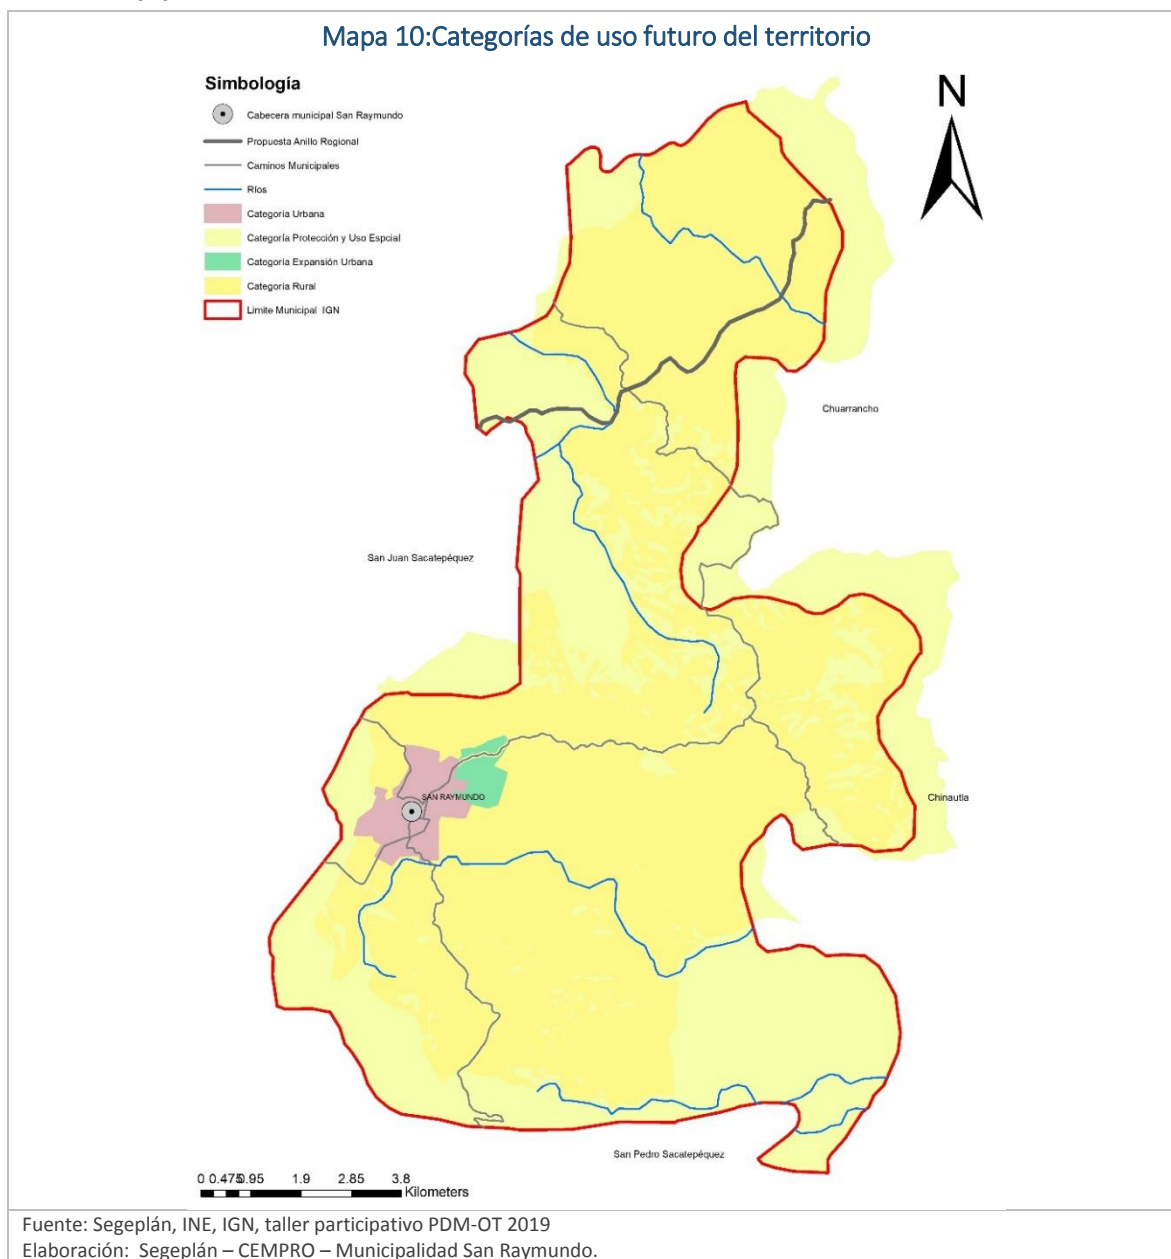 Mapa 10:Categorías de uso futuro del territorio
Simbología
Cabecera municipal San Raymundo
Propuesta Anillo Regional
Caminos Municipales
Ríos
Categoría Urbana
Categoría Protección y Uso Espcial
Categoría Expansión Urbana
Categoría Rural
Limite Municipal IGN
N
Chuarrancho
San Juan Sacatepéquez
SAN RAYMUNDO
Chinautla
San Pedro Sacatepéquez
0 0.475 0.95 1.9 2.85 3.8
Kilometers
Fuente: Segeplán, INE, IGN, taller participativo PDM-OT 2019
Elaboración: Segeplán – CEMPRO – Municipalidad San Raymundo.